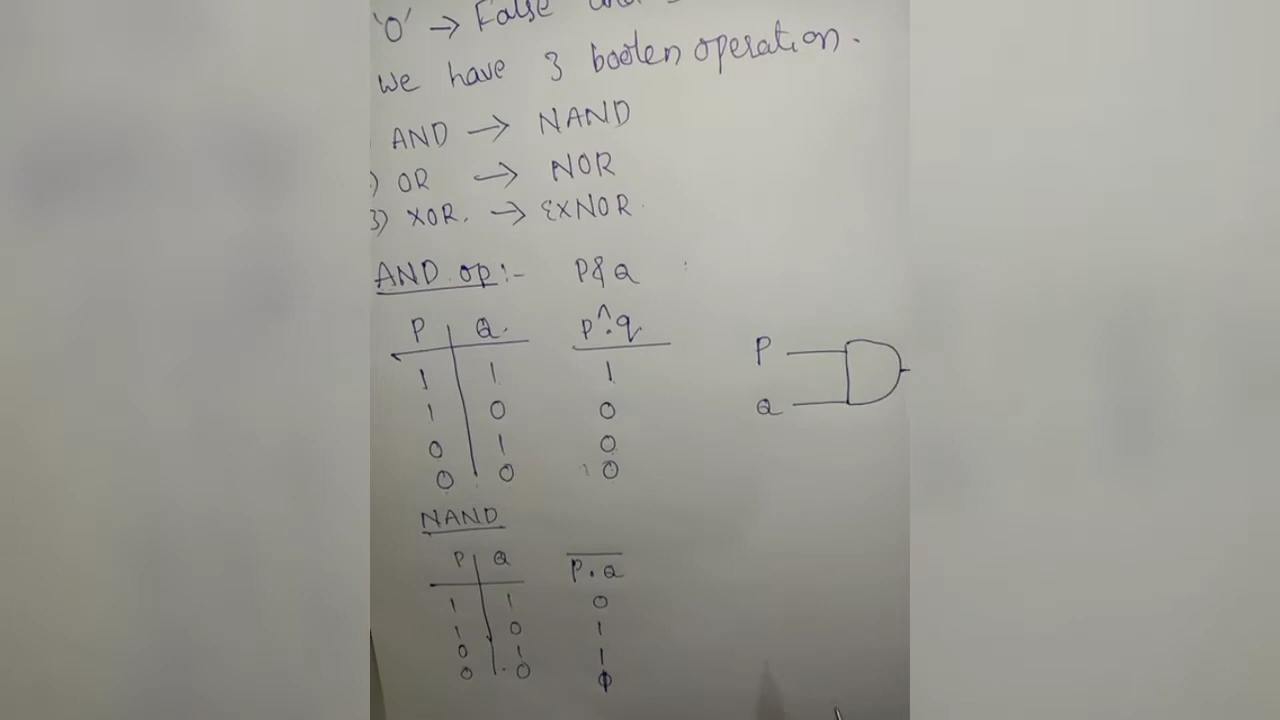 '0' → False and
We have 3 boolen operation.
AND → NAND
) OR → NOR
3) XOR. → EXNOR.
AND op:- P&Q
P Q. p^.q
1 1 1
1 0 0
0 1 0
0 0 0
P
Q
NAND
P Q P.Q
1 1 0
1 0 1
0 1 1
0 0